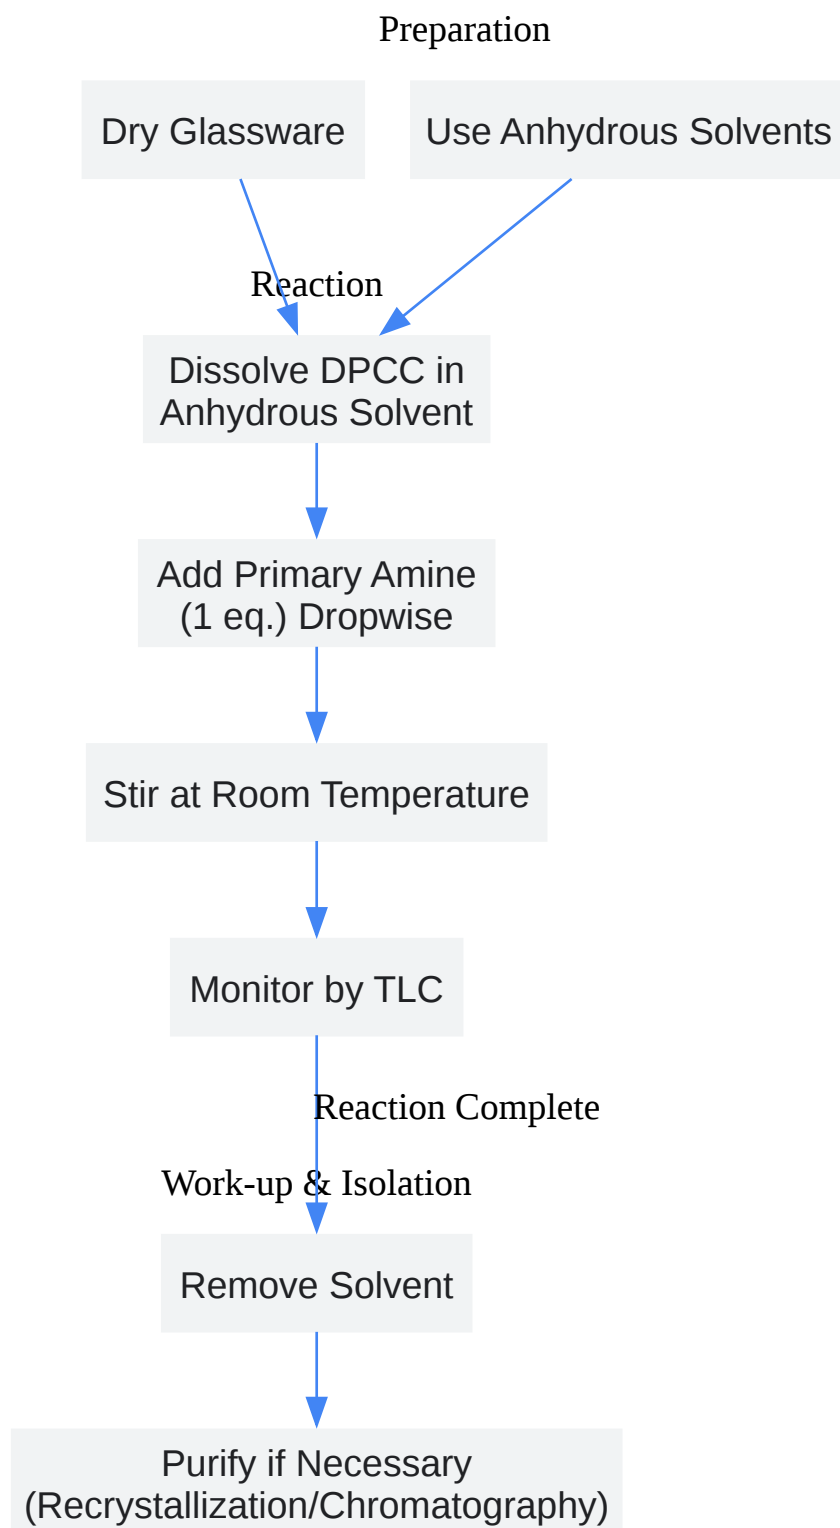 Preparation
Dry Glassware
Use Anhydrous Solvents
Reaction
Dissolve DPCC in
Anhydrous Solvent
Add Primary Amine
(1 eq.) Dropwise
Stir at Room Temperature
Monitor by TLC
Reaction Complete
Work-up & Isolation
Remove Solvent
Purify if Necessary
(Recrystallization/Chromatography)